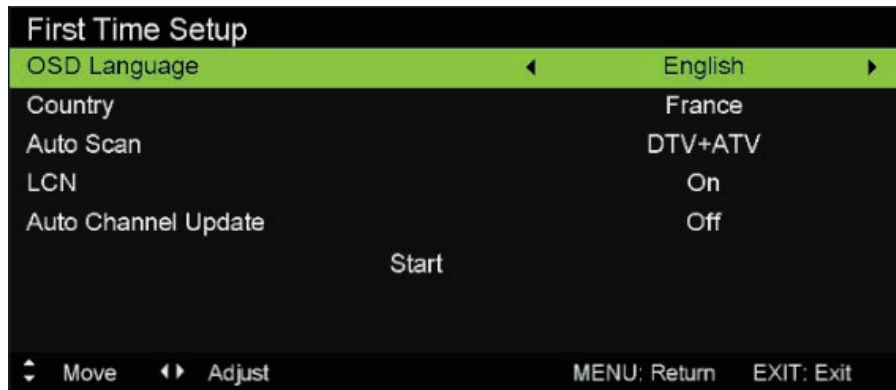 First Time Setup
OSD Language English
Country France
Auto Scan DTV+ATV
LCN On
Auto Channel Update Off
Start
Move Adjust MENU: Return EXIT: Exit